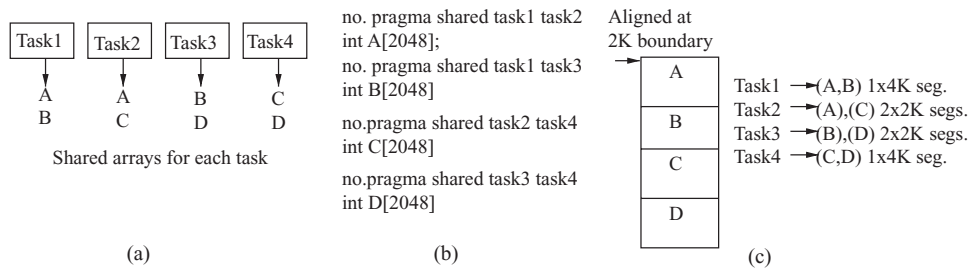 Task1 Task2 Task3 Task4
A A B C
B C D D
Shared arrays for each task
(a)
no. pragma shared task1 task2
int A[2048];
no. pragma shared task1 task3
int B[2048]
no.pragma shared task2 task4
int C[2048]
no.pragma shared task3 task4
int D[2048]
(b)
Aligned at
2K boundary
A
B
C
D
Task1 (A,B) 1x4K seg.
Task2 (A),(C) 2x2K segs.
Task3 (B),(D) 2x2K segs.
Task4 (C,D) 1x4K seg.
(c)